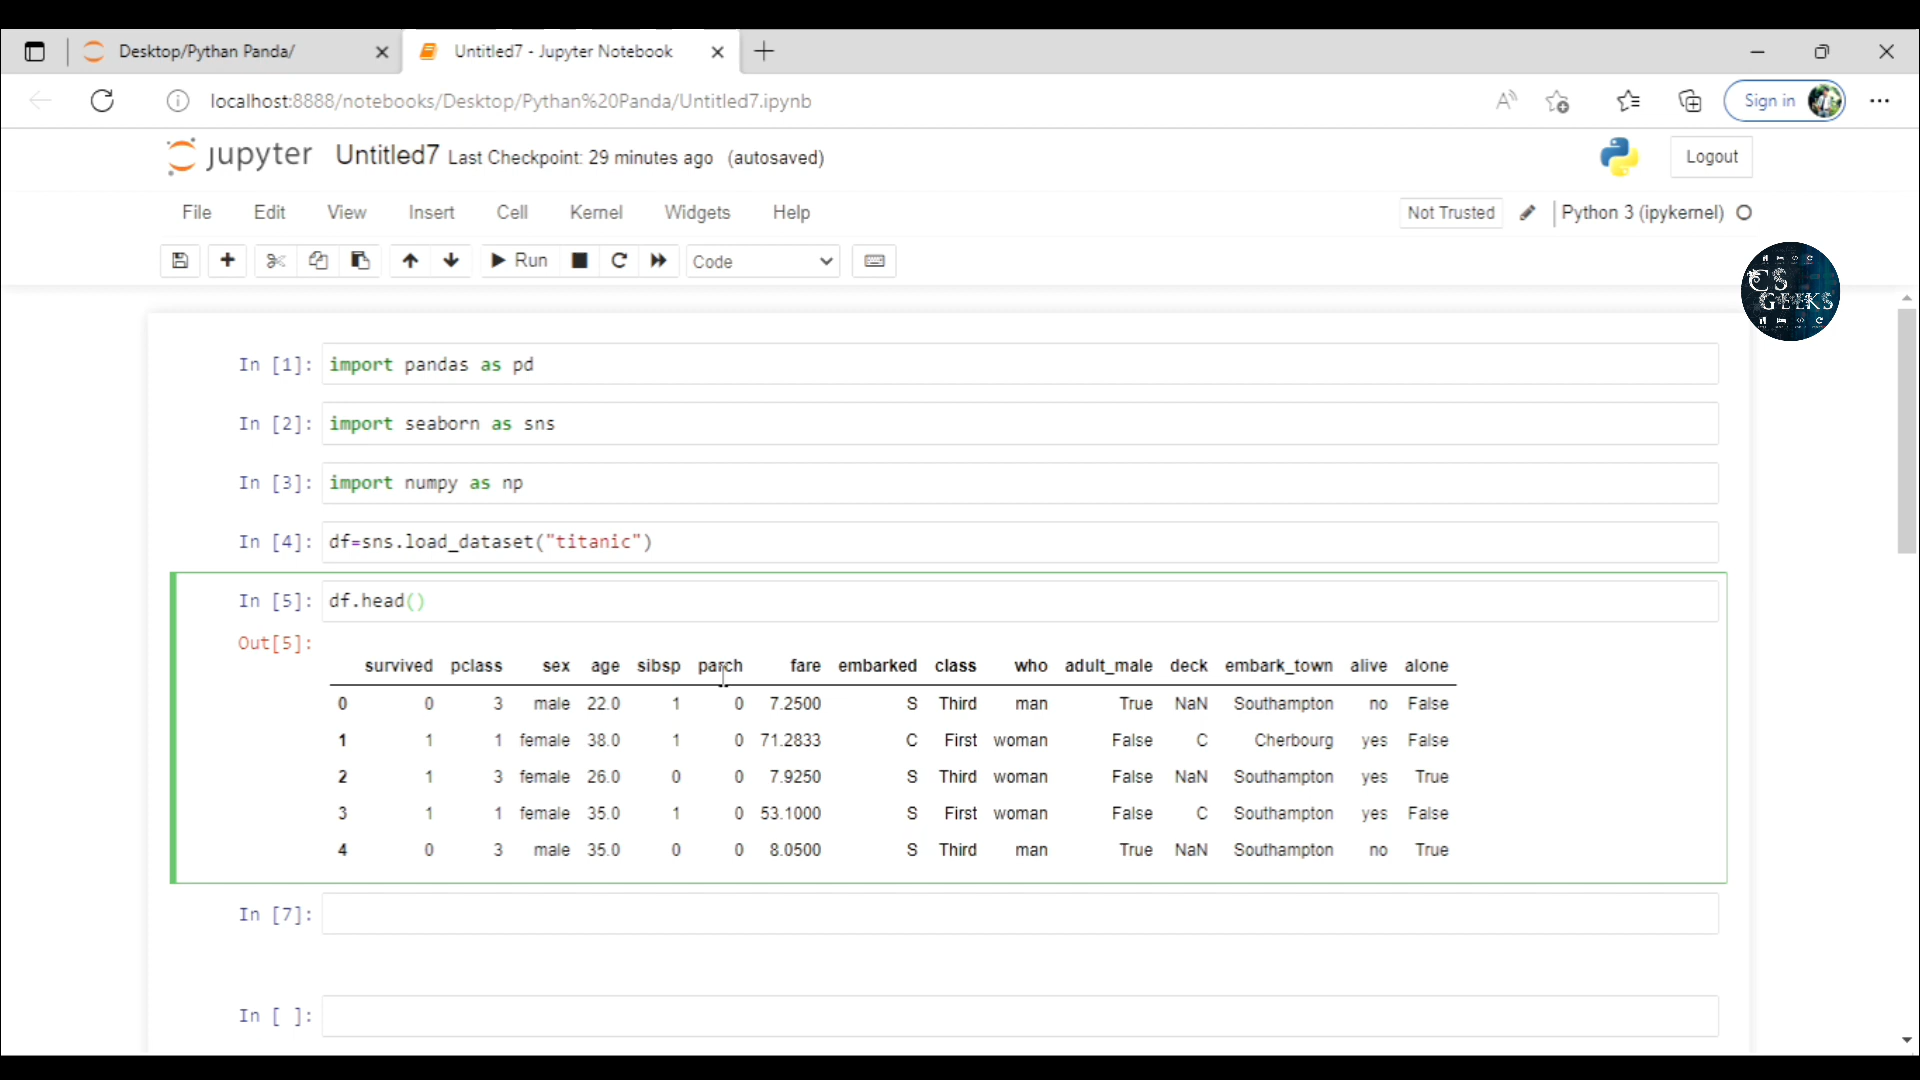 Desktop/Pythan Panda/
Untitled7 - Jupyter Notebook
localhost:8888/notebooks/Desktop/Pythan%20Panda/Untitled7.ipynb
Sign in
jupyter Untitled7 Last Checkpoint: 29 minutes ago (autosaved)
Logout
File Edit View Insert Cell Kernel Widgets Help
Not Trusted Python 3 (ipykernel)
Run Code
CS
GEEKS
In [1]: import pandas as pd
In [2]: import seaborn as sns
In [3]: import numpy as np
In [4]: df=sns.load_dataset("titanic")
In [5]: df.head()
Out[5]:
survived pclass sex age sibsp parch fare embarked class who adult_male deck embark_town alive alone
0 0 3 male 22.0 1 0 7.2500 S Third man True NaN Southampton no False
1 1 1 female 38.0 1 0 71.2833 C First woman False C Cherbourg yes False
2 1 3 female 26.0 0 0 7.9250 S Third woman False NaN Southampton yes True
3 1 1 female 35.0 1 0 53.1000 S First woman False C Southampton yes False
4 0 3 male 35.0 0 0 8.0500 S Third man True NaN Southampton no True
In [7]:
In [ ]: